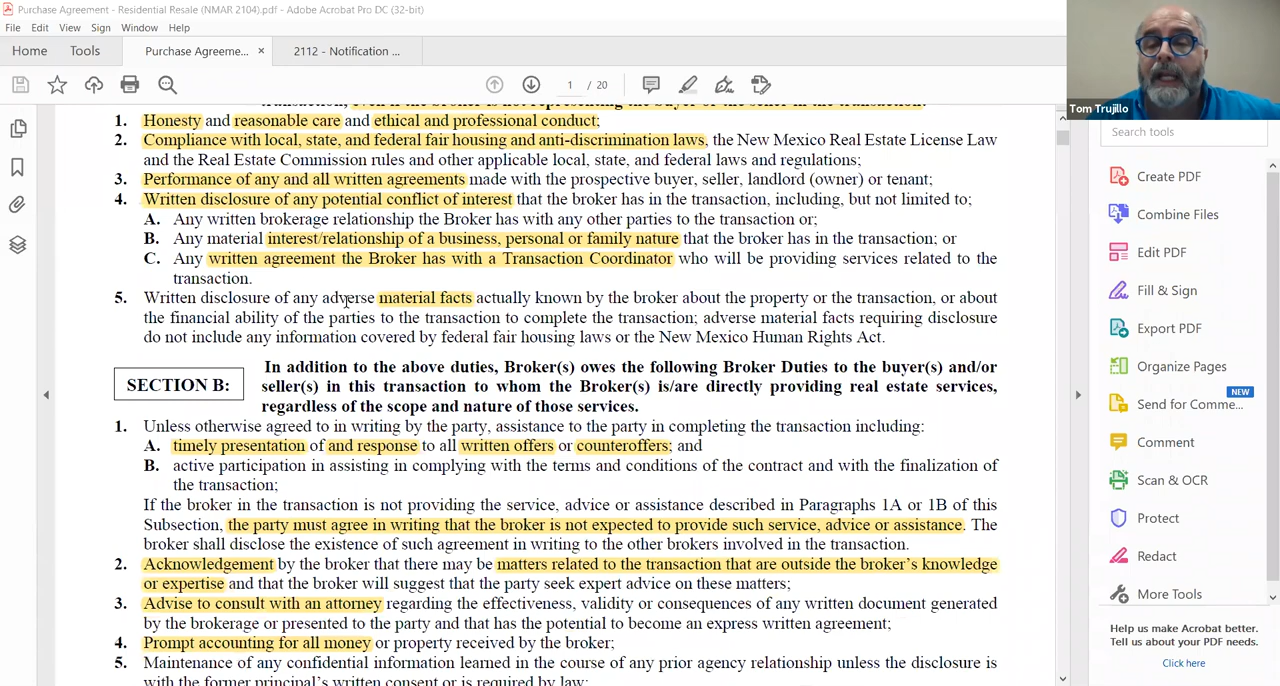 Purchase Agreement - Residential Resale (NMAR 2104).pdf - Adobe Acrobat Pro DC (32-bit)
File Edit View Sign Window Help
Home Tools Purchase Agreeme... × 2112 - Notification ...
1 / 20
Tom Trujillo
transaction, even if the broker is not representing the buyer or the seller in the transaction:
1. Honesty and reasonable care and ethical and professional conduct;
2. Compliance with local, state, and federal fair housing and anti-discrimination laws, the New Mexico Real Estate License Law
and the Real Estate Commission rules and other applicable local, state, and federal laws and regulations;
3. Performance of any and all written agreements made with the prospective buyer, seller, landlord (owner) or tenant;
4. Written disclosure of any potential conflict of interest that the broker has in the transaction, including, but not limited to;
A. Any written brokerage relationship the Broker has with any other parties to the transaction or;
B. Any material interest/relationship of a business, personal or family nature that the broker has in the transaction; or
C. Any written agreement the Broker has with a Transaction Coordinator who will be providing services related to the
transaction.
5. Written disclosure of any adverse material facts actually known by the broker about the property or the transaction, or about
the financial ability of the parties to the transaction to complete the transaction; adverse material facts requiring disclosure
do not include any information covered by federal fair housing laws or the New Mexico Human Rights Act.
SECTION B:
In addition to the above duties, Broker(s) owes the following Broker Duties to the buyer(s) and/or
seller(s) in this transaction to whom the Broker(s) is/are directly providing real estate services,
regardless of the scope and nature of those services.
1. Unless otherwise agreed to in writing by the party, assistance to the party in completing the transaction including:
A. timely presentation of and response to all written offers or counteroffers; and
B. active participation in assisting in complying with the terms and conditions of the contract and with the finalization of
the transaction;
If the broker in the transaction is not providing the service, advice or assistance described in Paragraphs 1A or 1B of this
Subsection, the party must agree in writing that the broker is not expected to provide such service, advice or assistance. The
broker shall disclose the existence of such agreement in writing to the other brokers involved in the transaction.
2. Acknowledgement by the broker that there may be matters related to the transaction that are outside the broker's knowledge
or expertise and that the broker will suggest that the party seek expert advice on these matters;
3. Advise to consult with an attorney regarding the effectiveness, validity or consequences of any written document generated
by the brokerage or presented to the party and that has the potential to become an express written agreement;
4. Prompt accounting for all money or property received by the broker;
5. Maintenance of any confidential information learned in the course of any prior agency relationship unless the disclosure is
with the former principal's written consent or is required by law;
Search tools
Create PDF
Combine Files
Edit PDF
Fill & Sign
Export PDF
Organize Pages
NEW
Send for Comme...
Comment
Scan & OCR
Protect
Redact
More Tools
Help us make Acrobat better.
Tell us about your PDF needs.
Click here